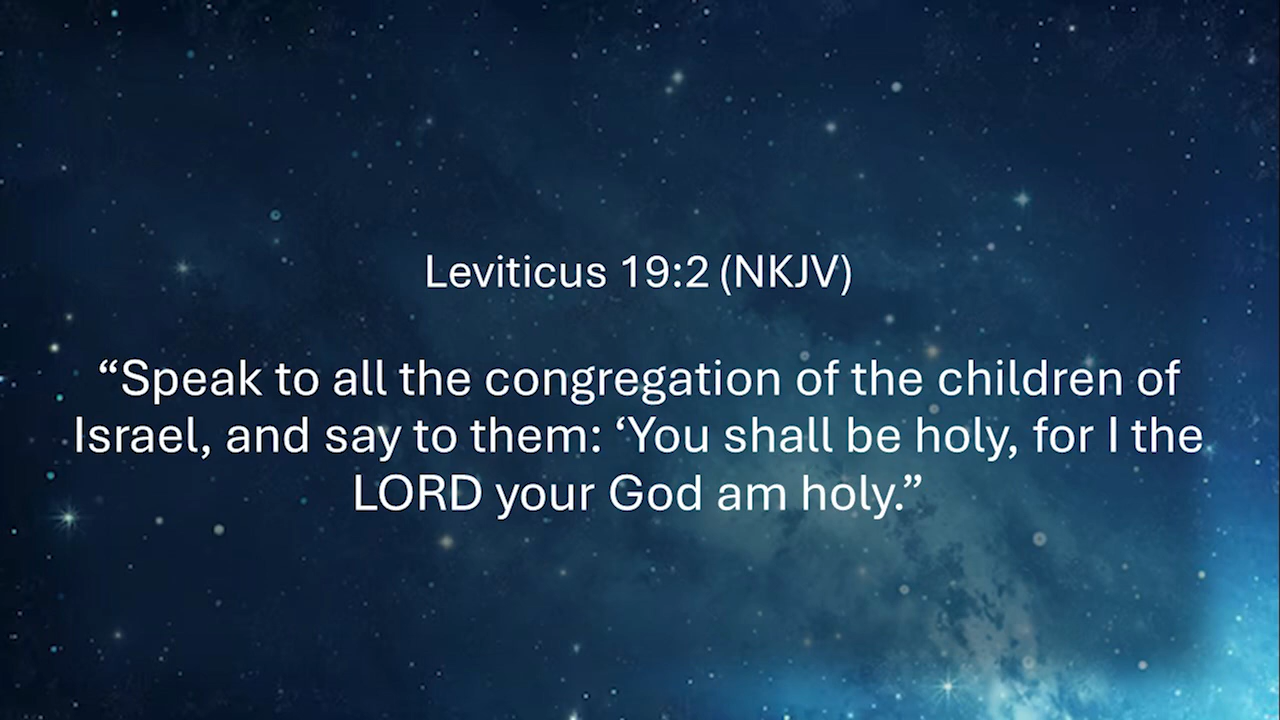 Leviticus 19:2 (NKJV)
“Speak to all the congregation of the children of
Israel, and say to them: ‘You shall be holy, for I the
LORD your God am holy.”